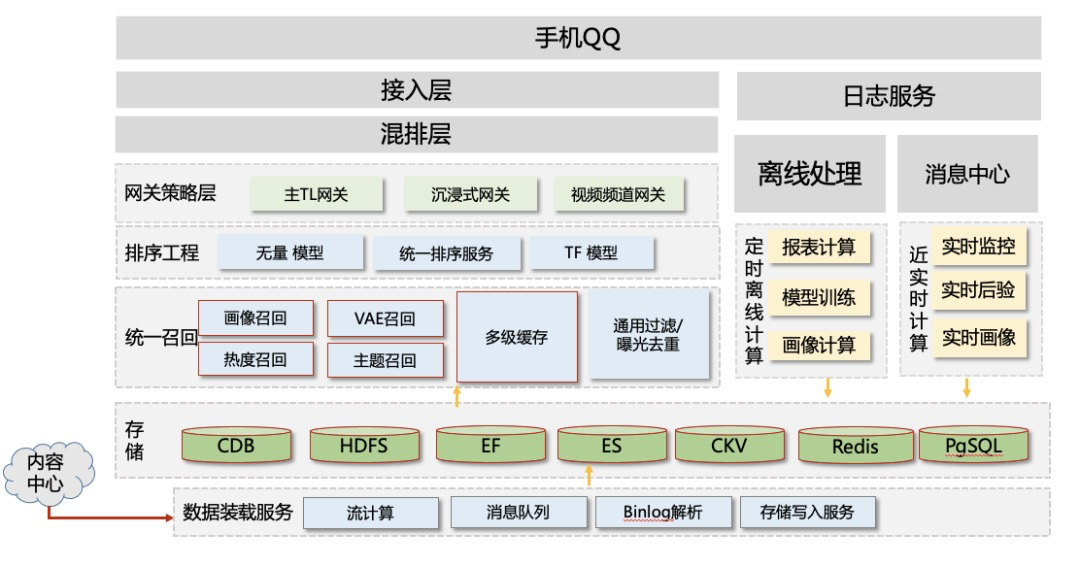 手机QQ
接入层
日志服务
混排层
离线处理
消息中心
网关策略层
主TL网关
沉浸式网关
视频频道网关
排序工程
无量 模型
统一排序服务
TF 模型
统一召回
画像召回
VAE召回
热度召回
主题召回
多级缓存
通用过滤/
曝光去重
定时离线计算
报表计算
模型训练
画像计算
近实时计算
实时监控
实时后验
实时画像
存储
CDB
HDFS
EF
ES
CKV
Redis
PgSQL
内容
中心
数据装载服务
流计算
消息队列
Binlog解析
存储写入服务